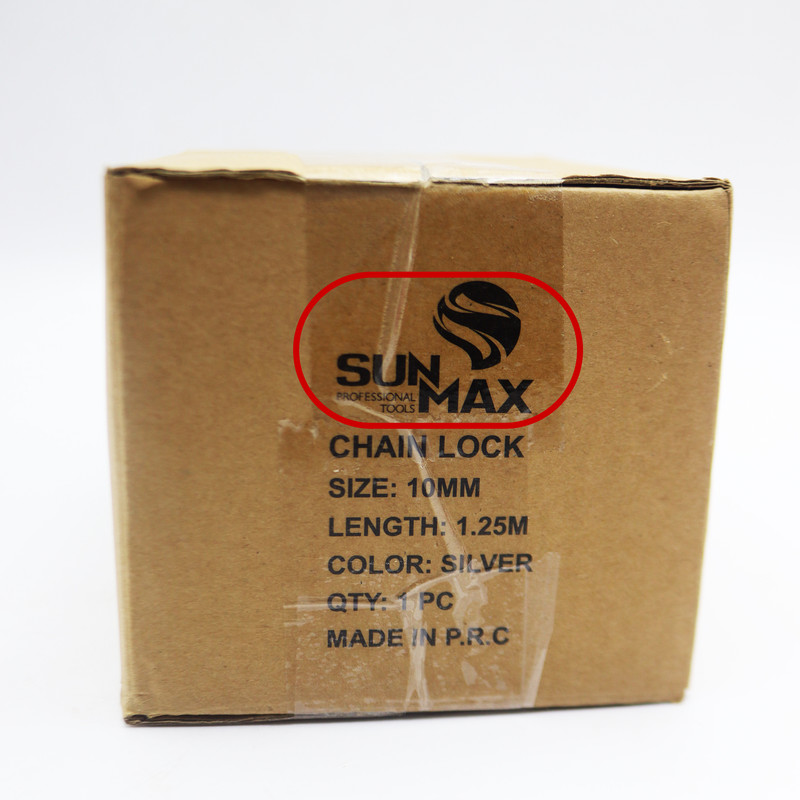 SUN
PROFESSIONAL
TOOLS MAX
CHAIN LOCK
SIZE: 10MM
LENGTH: 1.25M
COLOR: SILVER
QTY: 1 PC
MADE IN P.R.C